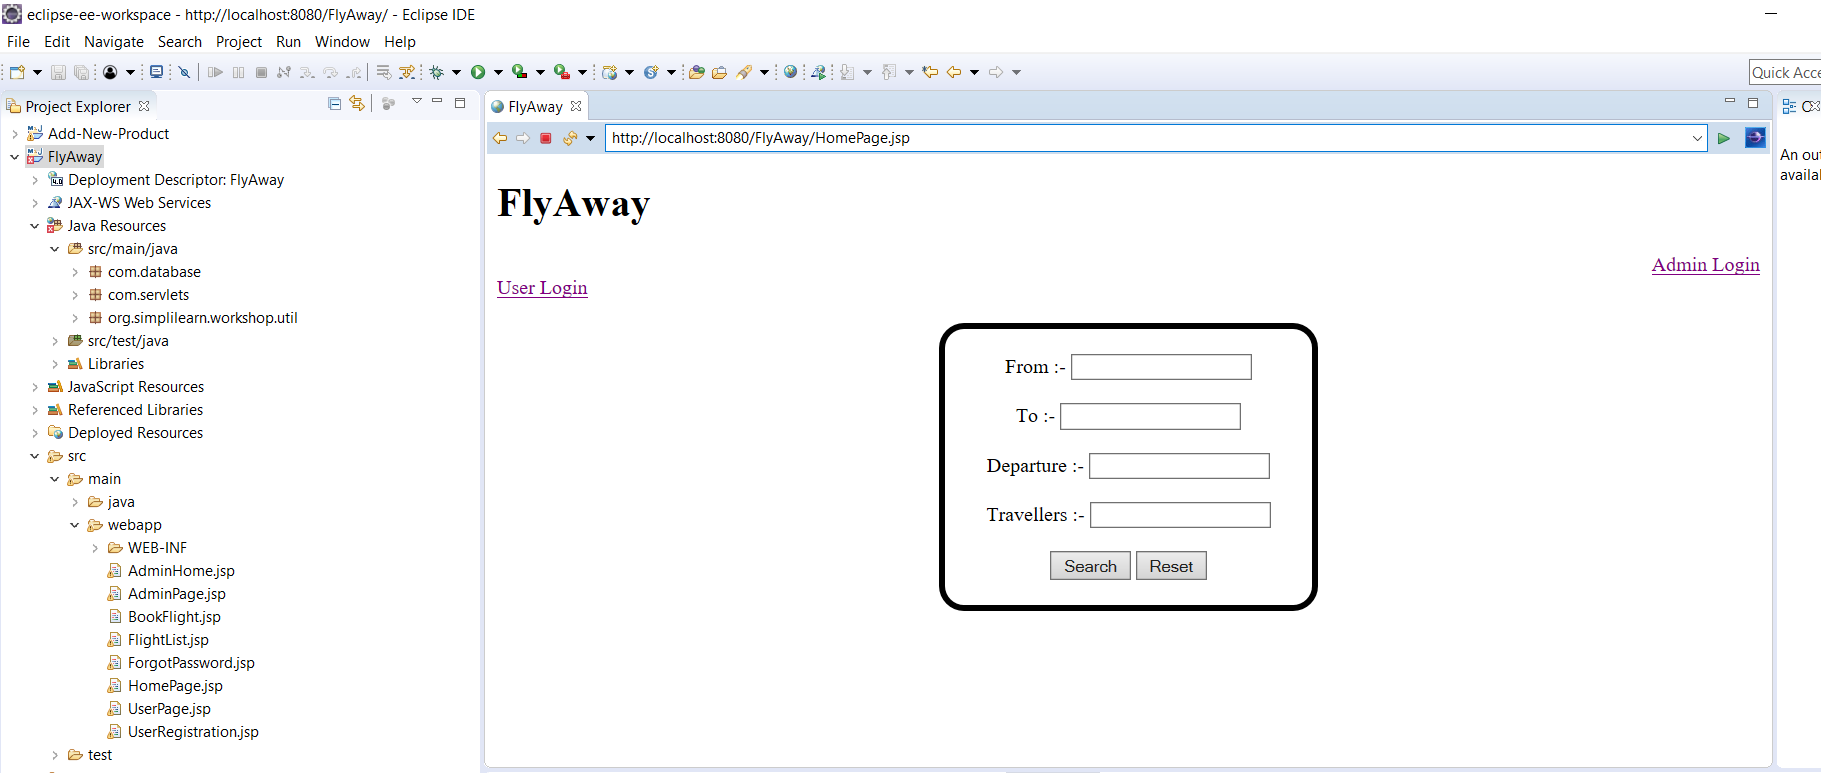 eclipse-ee-workspace - http://localhost:8080/FlyAway/ - Eclipse IDE
File Edit Navigate Search Project Run Window Help
Quick Acce
Project Explorer
Add-New-Product
FlyAway
Deployment Descriptor: FlyAway
JAX-WS Web Services
Java Resources
src/main/java
com.database
com.servlets
org.simplilearn.workshop.util
src/test/java
Libraries
JavaScript Resources
Referenced Libraries
Deployed Resources
src
main
java
webapp
WEB-INF
AdminHome.jsp
AdminPage.jsp
BookFlight.jsp
FlightList.jsp
ForgotPassword.jsp
HomePage.jsp
UserPage.jsp
UserRegistration.jsp
test
FlyAway
http://localhost:8080/FlyAway/HomePage.jsp
FlyAway
Admin Login
User Login
From :-
To :-
Departure :-
Travellers :-
Search Reset
An out
availa